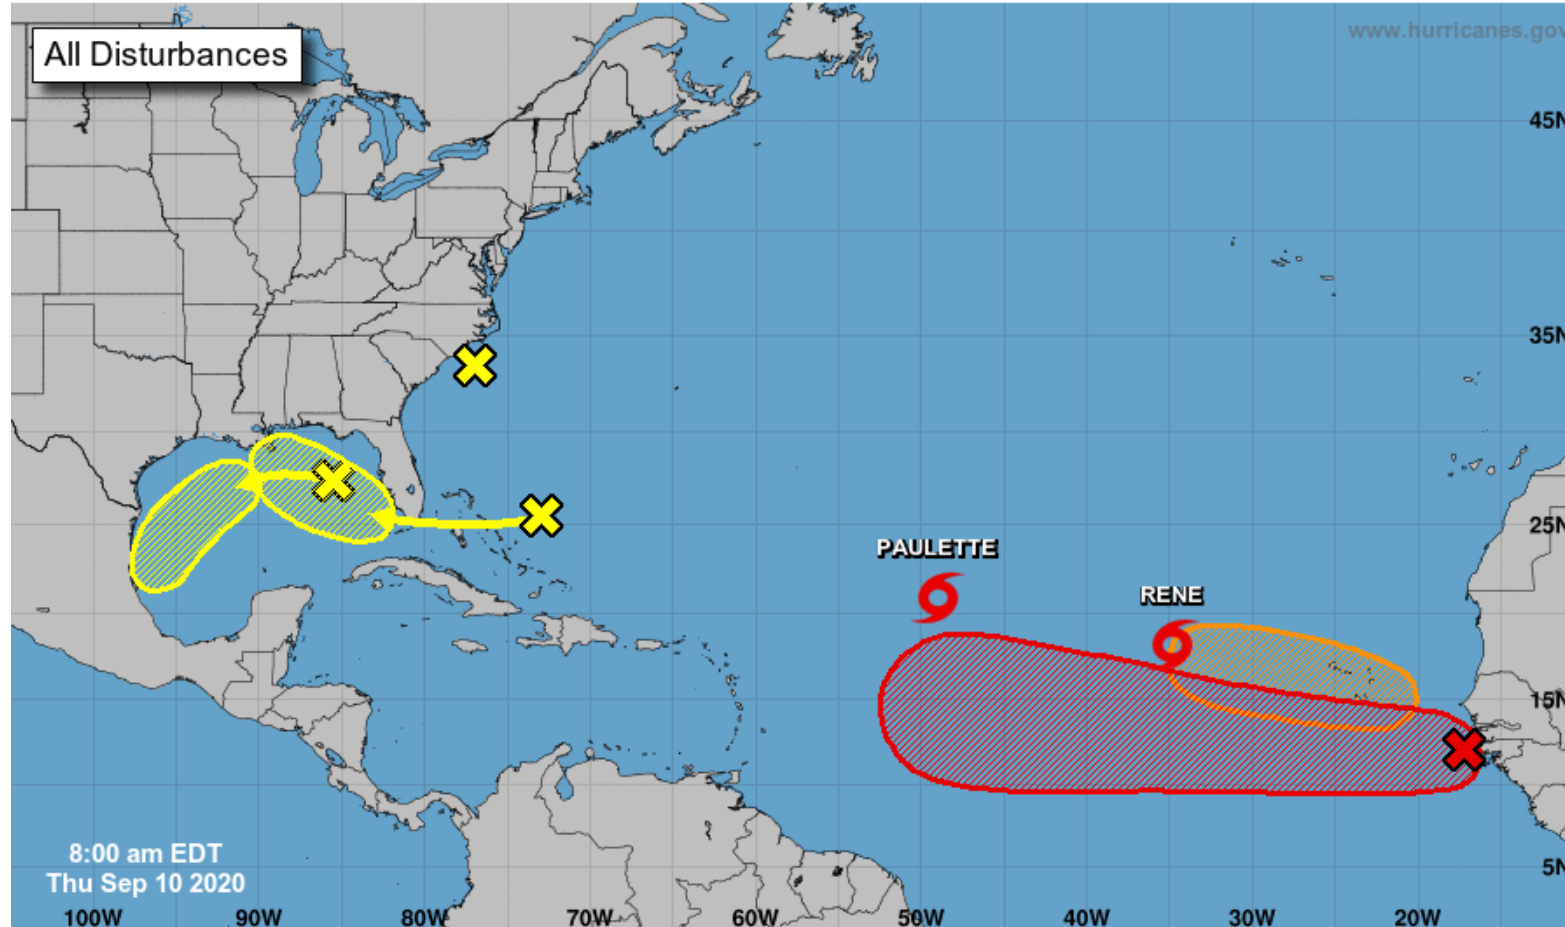 All Disturbances
www.hurricanes.gov
45N
35N
25N
PAULETTE
RENE
15N
8:00 am EDT
Thu Sep 10 2020
5N
100W 90W 80W 70W 60W 50W 40W 30W 20W